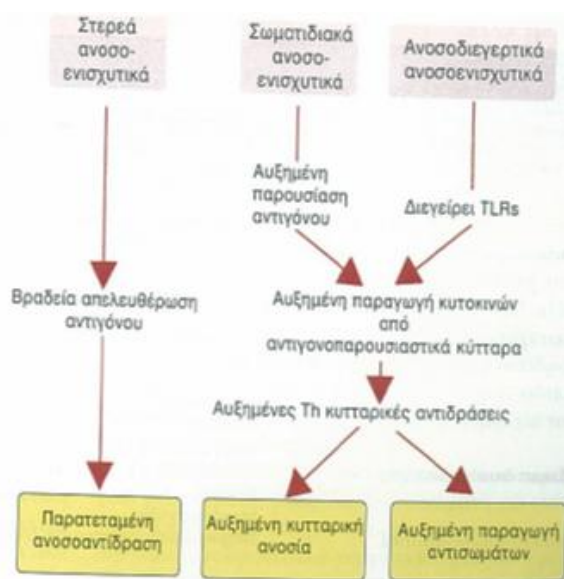 Στερεά
ανοσο-
ενισχυτικά
Σωματιδιακά
ανοσο-
ενισχυτικά
Ανοσοδιεγερτικά
ανοσοενισχυτικά
Αυξημένη
παρουσίαση
αντιγόνου
Διεγείρει TLRs
Βραδεία απελευθέρωση
αντιγόνου
Αυξημένη παραγωγή κυτοκινών
από
αντιγονοπαρουσιαστικά κύτταρα
Αυξημένες Th κυτταρικές αντιδράσεις
Παρατεταμένη
ανοσοαντίδραση
Αυξημένη κυτταρική
ανοσία
Αυξημένη παραγωγή
αντισωμάτων